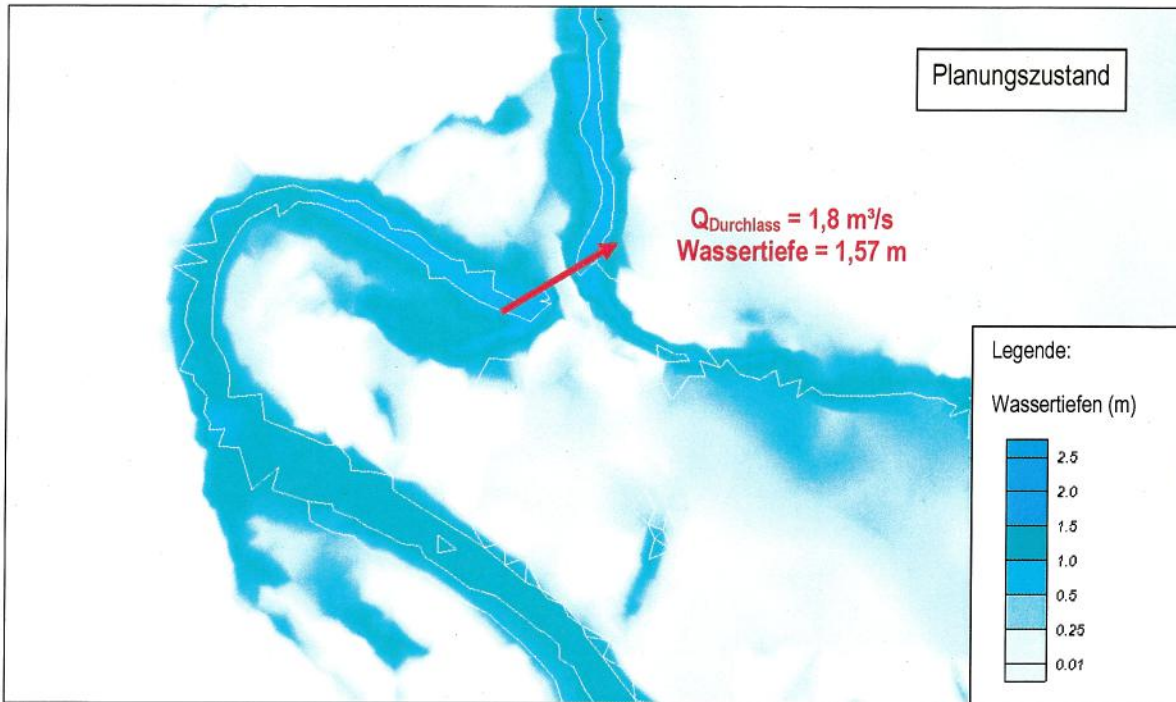 Planungszustand
QDurchlass = 1,8 m³/s
Wassertiefe = 1,57 m
Legende:
Wassertiefen (m)
2.5
2.0
1.5
1.0
0.5
0.25
0.01